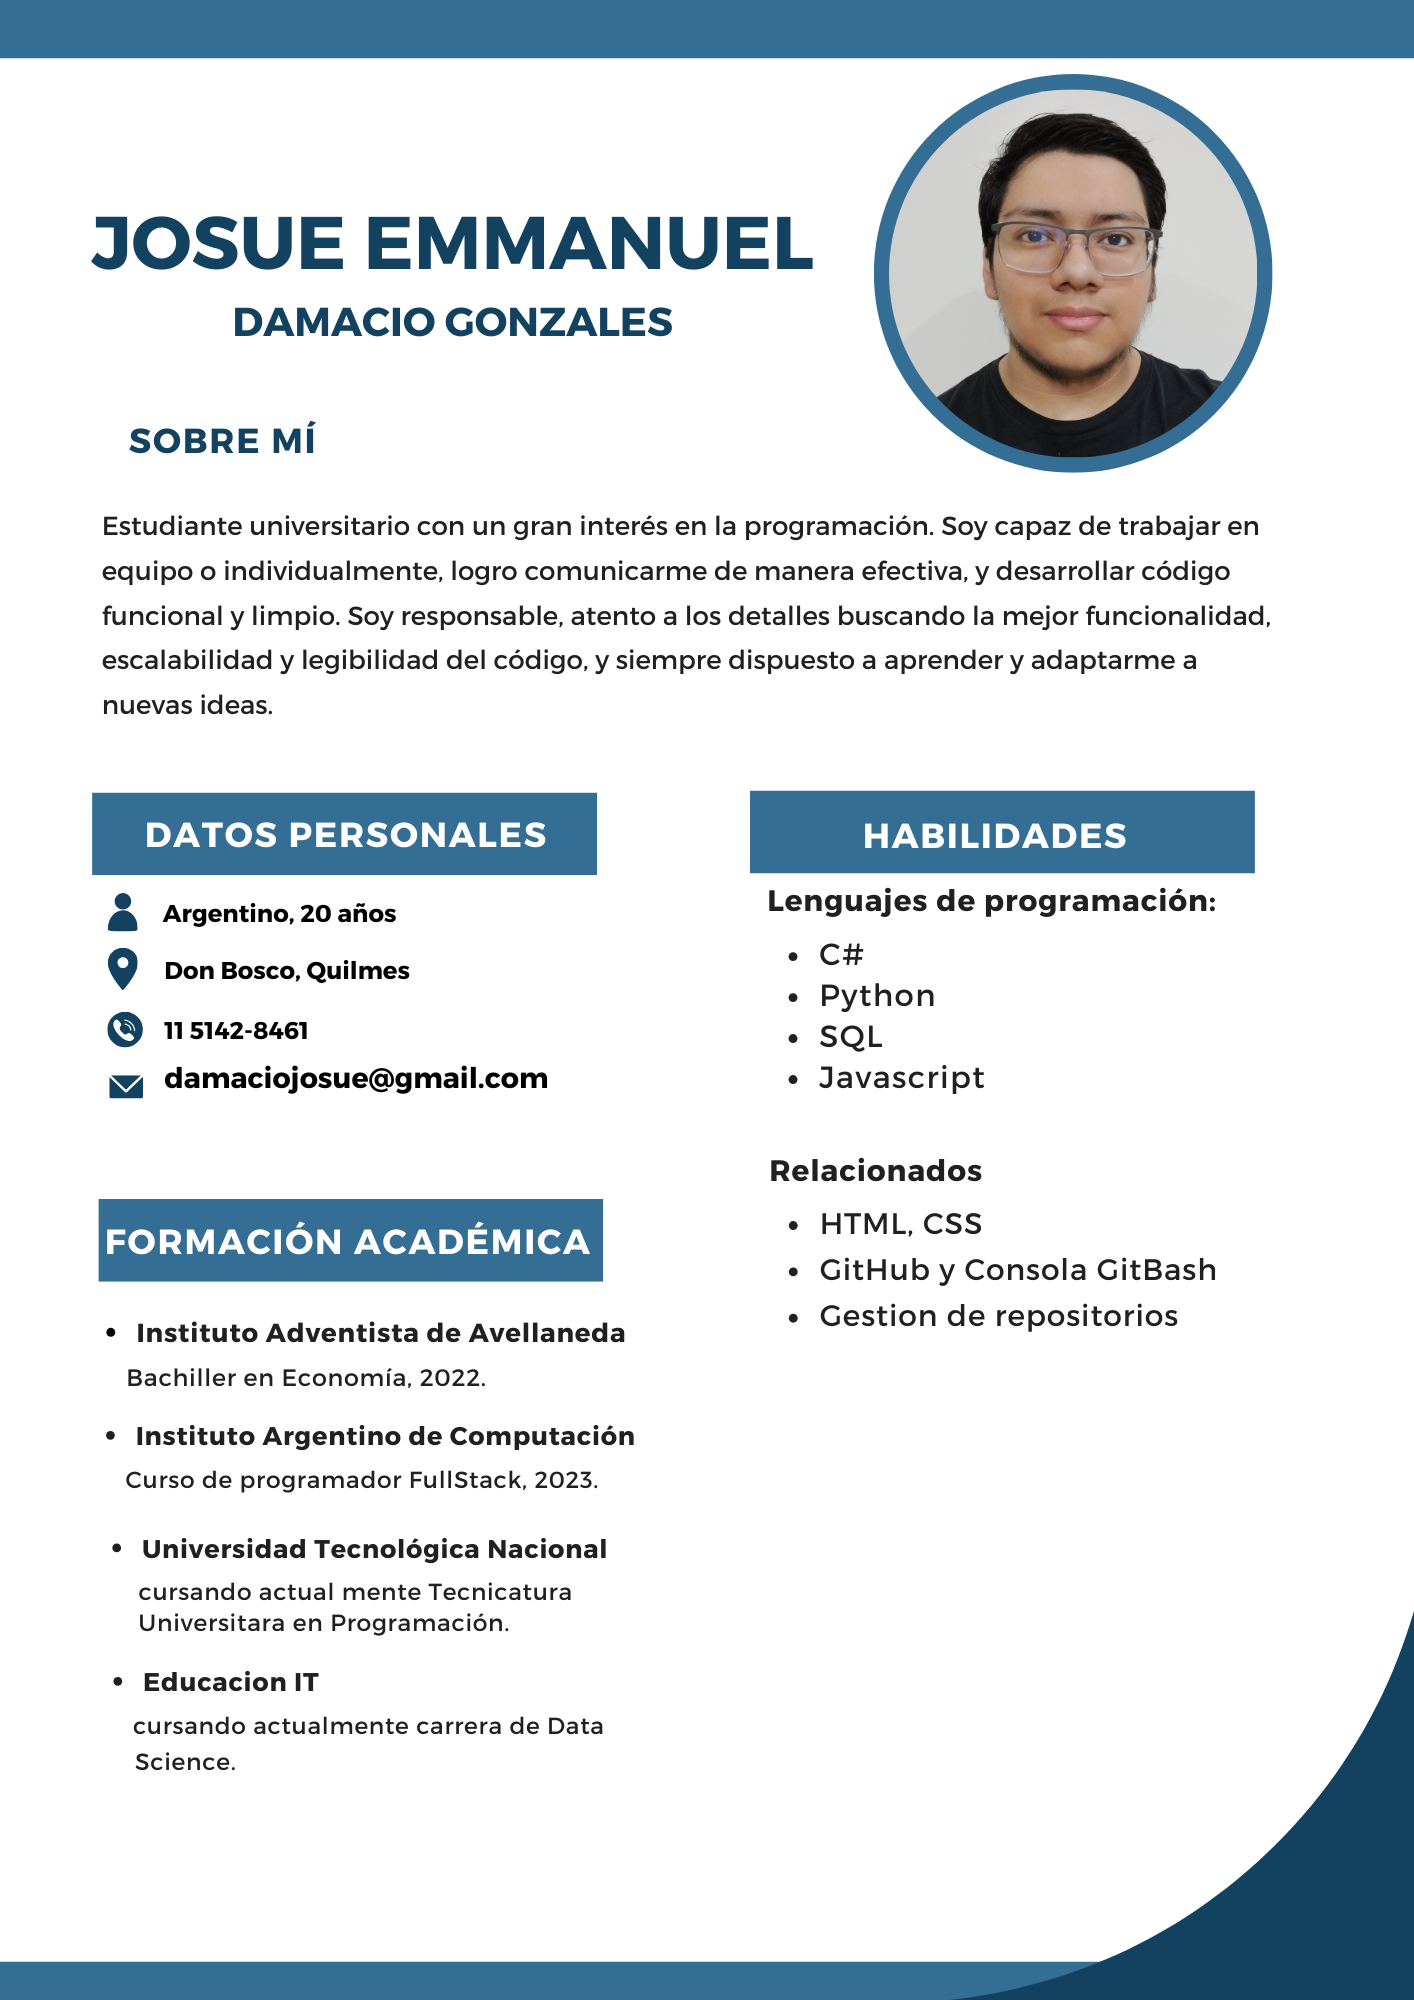 JOSUE EMMANUEL
DAMACIO GONZALES
SOBRE MÍ
Estudiante universitario con un gran interés en la programación. Soy capaz de trabajar en
equipo o individualmente, logro comunicarme de manera efectiva, y desarrollar código
funcional y limpio. Soy responsable, atento a los detalles buscando la mejor funcionalidad,
escalabilidad y legibilidad del código, y siempre dispuesto a aprender y adaptarme a
nuevas ideas.
DATOS PERSONALES
Argentino, 20 años
Don Bosco, Quilmes
11 5142-8461
damaciojosue@gmail.com
FORMACIÓN ACADÉMICA
• Instituto Adventista de Avellaneda
Bachiller en Economía, 2022.
• Instituto Argentino de Computación
Curso de programador FullStack, 2023.
• Universidad Tecnológica Nacional
cursando actual mente Tecnicatura
Universitara en Programación.
• Educacion IT
cursando actualmente carrera de Data
Science.
HABILIDADES
Lenguajes de programación:
• C#
• Python
• SQL
• Javascript
Relacionados
• HTML, CSS
• GitHub y Consola GitBash
• Gestion de repositorios